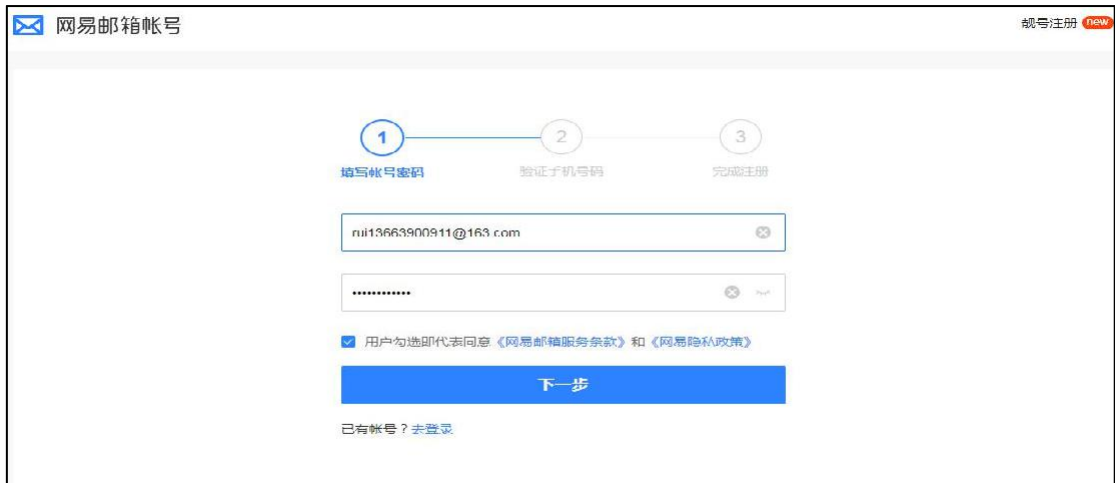 网易邮箱帐号
靓号注册 new
1 2 3
填写帐号密码 验证手机号码 完成注册
rui13663900911@163.com
••••••••••••
用户勾选即代表同意《网易邮箱服务条款》和《网易隐私政策》
下一步
已有帐号？去登录